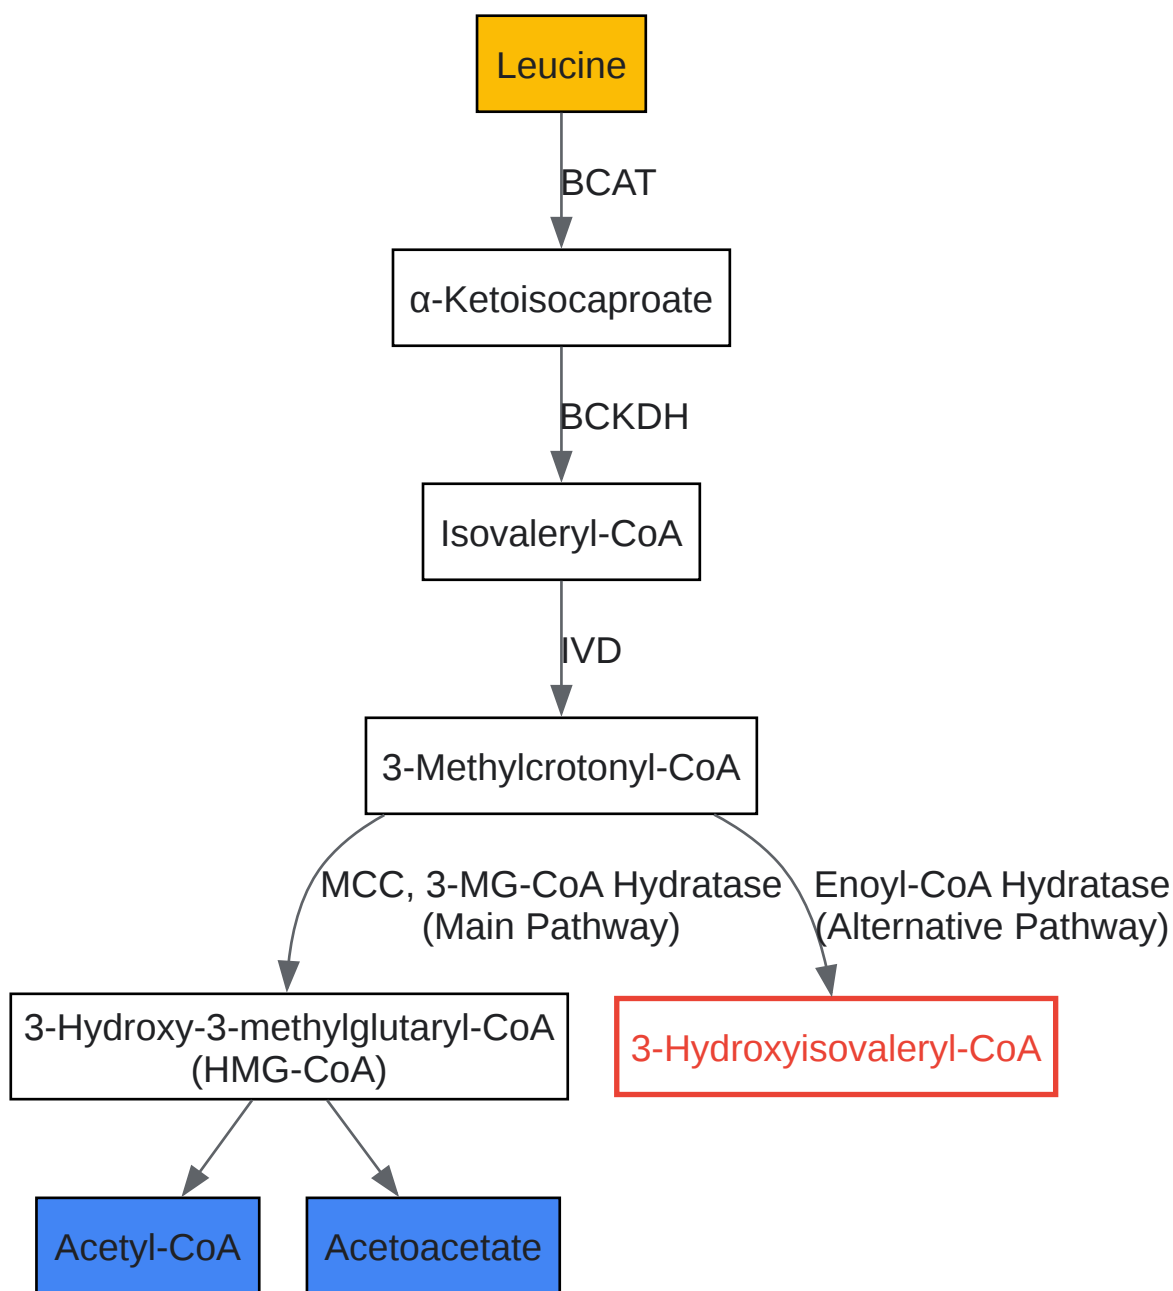 Leucine
BCAT
α-Ketoisocaproate
BCKDH
Isovaleryl-CoA
IVD
3-Methylcrotonyl-CoA
MCC, 3-MG-CoA Hydratase
(Main Pathway)
Enoyl-CoA Hydratase
(Alternative Pathway)
3-Hydroxy-3-methylglutaryl-CoA
(HMG-CoA)
3-Hydroxyisovaleryl-CoA
Acetyl-CoA
Acetoacetate